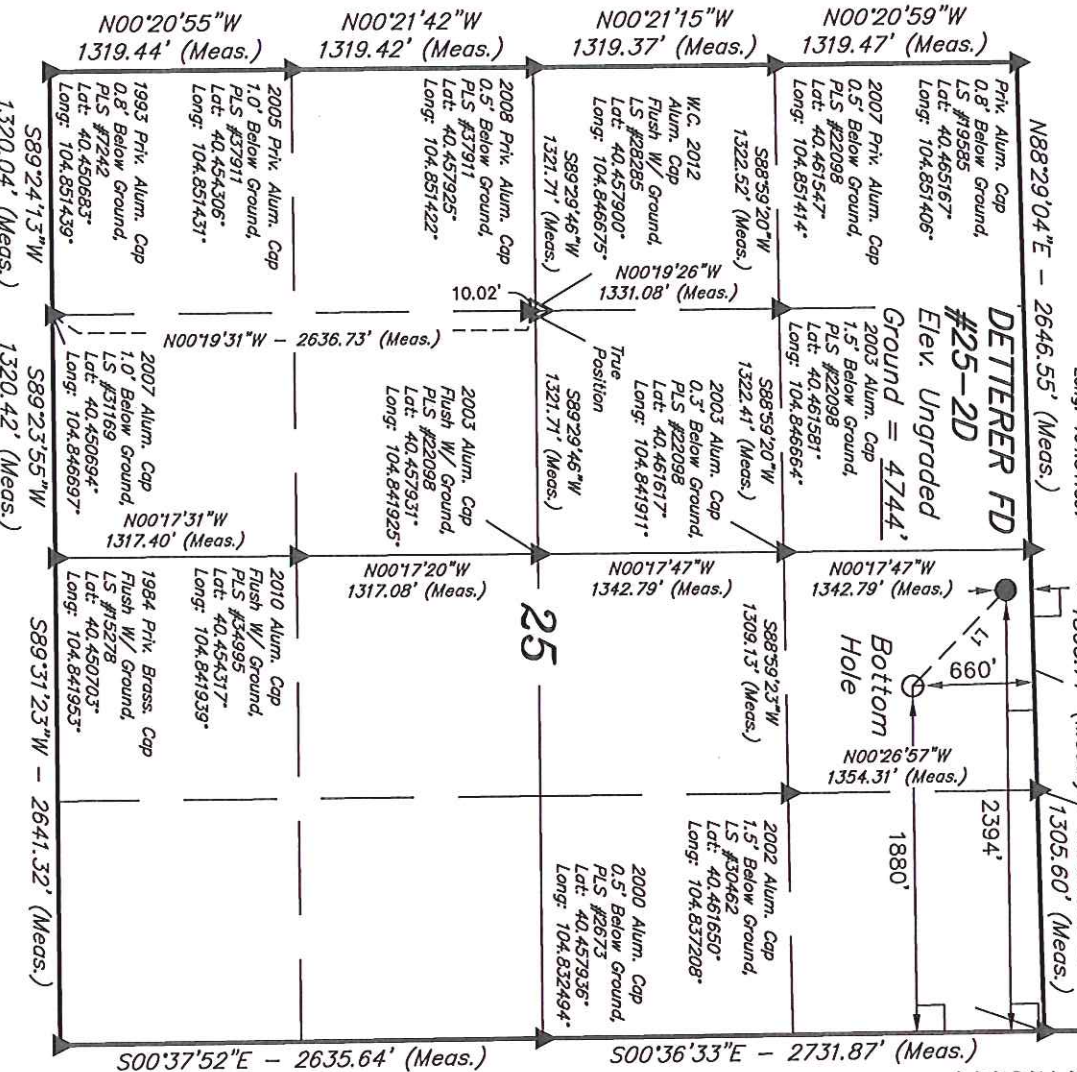 N00°20'55"W
1319.44' (Meas.)
N00°21'42"W
1319.42' (Meas.)
N00°21'15"W
1319.37' (Meas.)
N00°20'59"W
1319.47' (Meas.)
N88°29'04"E - 2646.55' (Meas.)
Priv. Alum. Cap
0.8' Below Ground,
LS #19585
Lat: 40.465167°
Long: 104.851406°
2007 Priv. Alum. Cap
0.5' Below Ground,
PLS #22098
Lat: 40.461547°
Long: 104.851414°
S88°59'20"W
1322.52' (Meas.)
W.C. 2012
Alum. Cap
Flush W/ Ground,
LS #28285
Lat: 40.457900°
Long: 104.846675°
S89°29'46"W
1321.71' (Meas.)
2008 Priv. Alum. Cap
0.5' Below Ground,
PLS #37911
Lat: 40.457925°
Long: 104.851422°
2005 Priv. Alum. Cap
1.0' Below Ground,
PLS #37911
Lat: 40.454306°
Long: 104.851431°
1993 Priv. Alum. Cap
0.8' Below Ground,
PLS #7242
Lat: 40.450683°
Long: 104.851439°
S89°24'13"W
1320.04' (Meas.)
N00°19'26"W
1331.08' (Meas.)
10.02'
N00°19'31"W - 2636.73' (Meas.)
True
Position
DETTERER FD
#25-2D
Elev. Ungraded
Ground = 4744'
2003 Alum. Cap
1.5' Below Ground,
PLS #22098
Lat: 40.461581°
Long: 104.846664°
S88°59'20"W
1322.41' (Meas.)
2003 Alum. Cap
0.3' Below Ground,
PLS #22098
Lat: 40.461617°
Long: 104.841911°
S89°29'46"W
1321.71' (Meas.)
2003 Alum. Cap
Flush W/ Ground,
PLS #22098
Lat: 40.457931°
Long: 104.841925°
2007 Alum. Cap
1.0' Below Ground,
LS #31169
Lat: 40.450694°
Long: 104.846697°
S89°23'55"W
1320.42' (Meas.)
N00°17'31"W
1317.40' (Meas.)
N00°17'20"W
1317.08' (Meas.)
N00°17'47"W
1342.79' (Meas.)
N00°17'47"W
1342.79' (Meas.)
L1
660'
Bottom
Hole
25
S88°59'23"W
1309.13' (Meas.)
N00°26'57"W
1354.31' (Meas.)
2394'
1880'
1305.60' (Meas.)
2010 Alum. Cap
Flush W/ Ground,
PLS #34995
Lat: 40.454317°
Long: 104.841939°
1984 Priv. Brass. Cap
Flush W/ Ground,
LS #15278
Lat: 40.450703°
Long: 104.841953°
S89°31'23"W - 2641.32' (Meas.)
2002 Alum. Cap
1.5' Below Ground,
LS #30462
Lat: 40.461650°
Long: 104.837208°
2000 Alum. Cap
0.5' Below Ground,
PLS #2673
Lat: 40.457936°
Long: 104.832494°
S00°37'52"E - 2635.64' (Meas.)
S00°36'33"E - 2731.87' (Meas.)